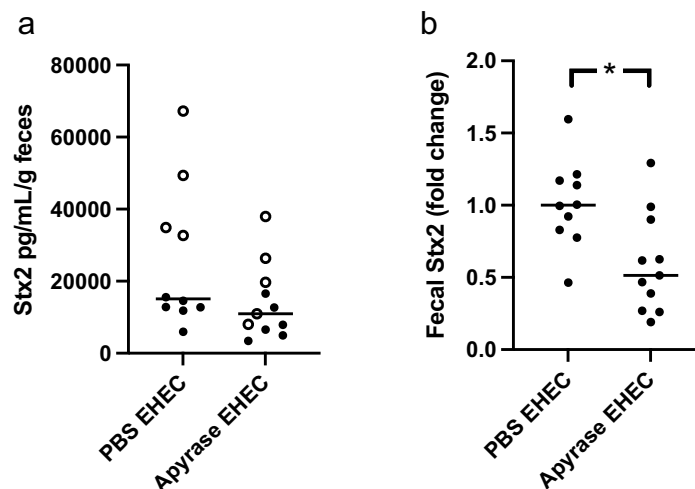 a
Stx2 pg/mL/g feces
80000
60000
40000
20000
0
PBS EHEC
Apyrase EHEC
b
Fecal Stx2 (fold change)
2.0
1.5
1.0
0.5
0.0
*
PBS EHEC
Apyrase EHEC